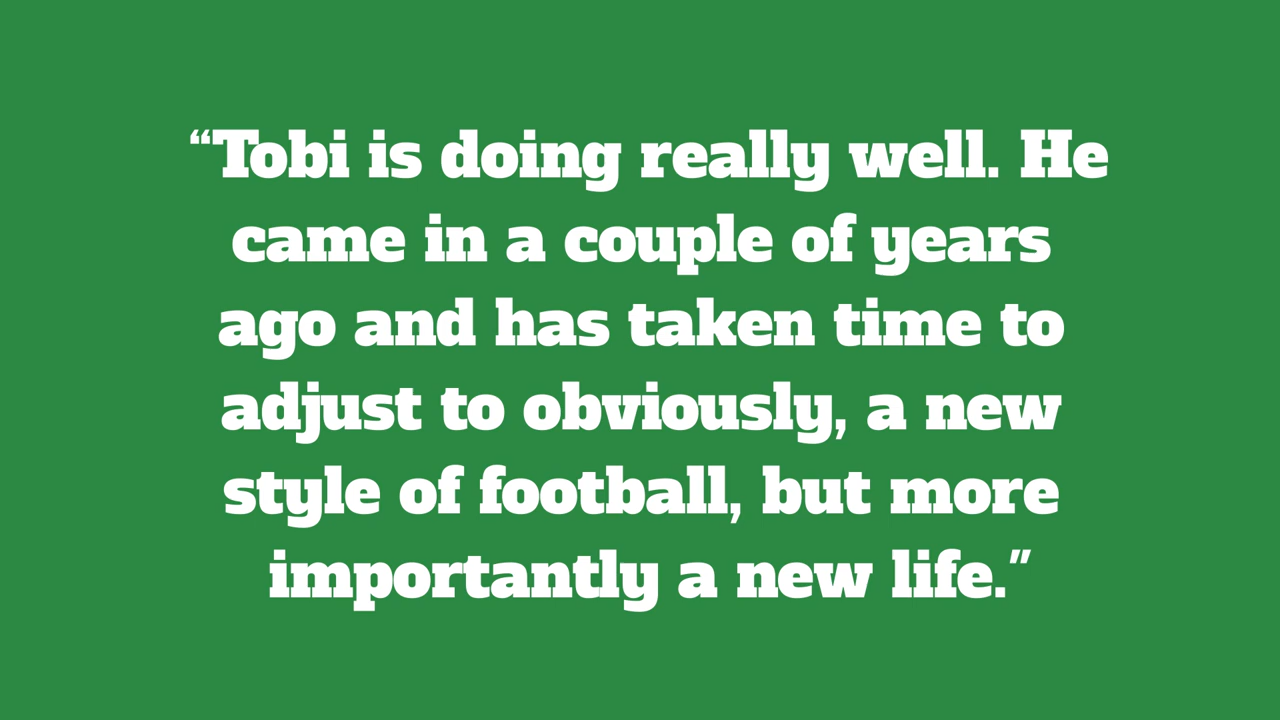 “Tobi is doing really well. He
came in a couple of years
ago and has taken time to
adjust to obviously, a new
style of football, but more
importantly a new life.”